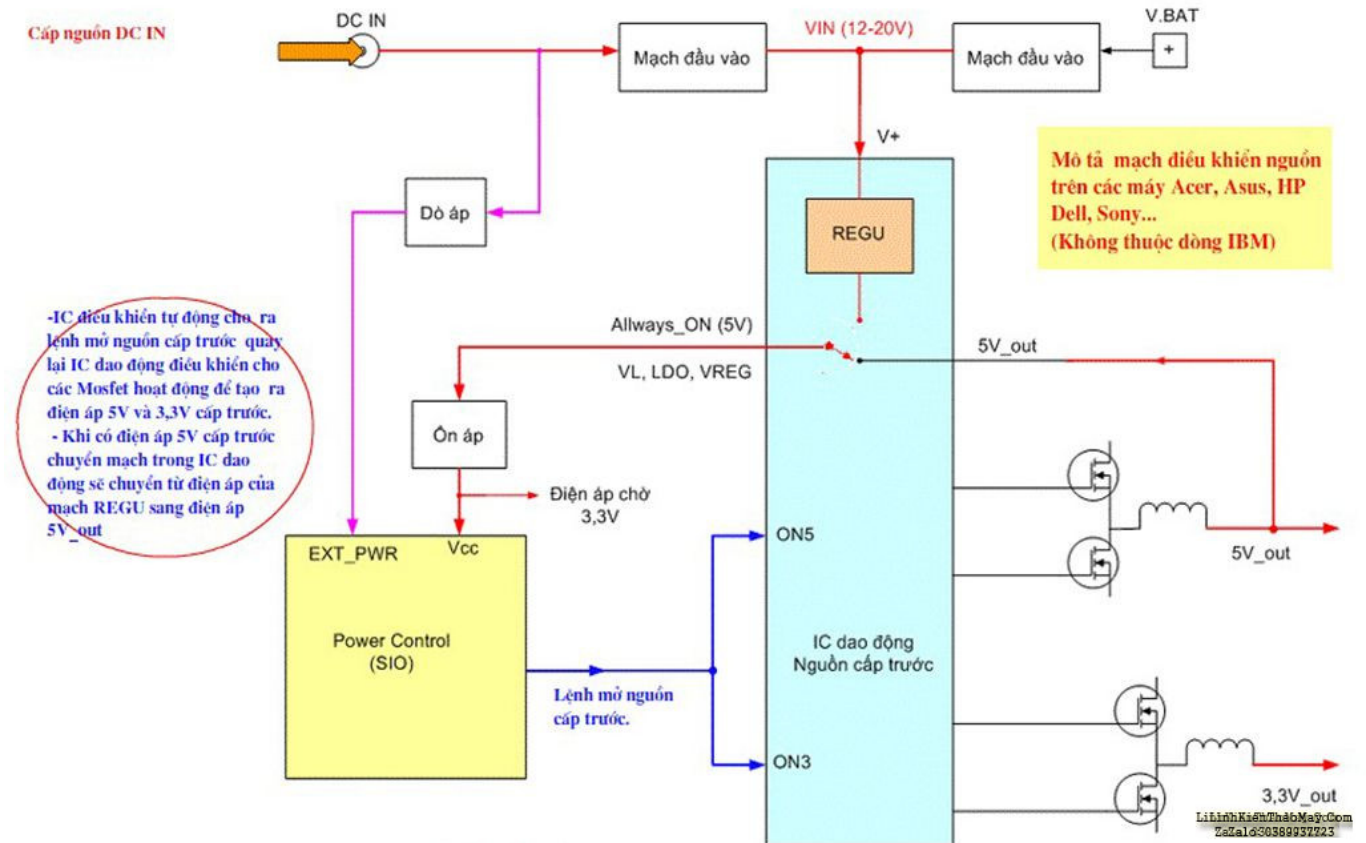 Cấp nguồn DC IN
DC IN
Mạch đầu vào
VIN (12-20V)
Mạch đầu vào
V.BAT
+
V+
Mô tả mạch điều khiển nguồn
trên các máy Acer, Asus, HP
Dell, Sony...
(Không thuộc dòng IBM)
Dò áp
REGU
-IC điều khiển tự động cho ra
lệnh mở nguồn cấp trước quay
lại IC dao động điều khiển cho
các Mosfet hoạt động để tạo ra
điện áp 5V và 3,3V cấp trước.
- Khi có điện áp 5V cấp trước
chuyển mạch trong IC dao
động sẽ chuyển từ điện áp của
mạch REGU sang điện áp
5V_out
Allways_ON (5V)
VL, LDO, VREG
5V_out
Ổn áp
Điện áp chờ
3,3V
EXT_PWR
Vcc
ON5
5V_out
Power Control
(SIO)
IC dao động
Nguồn cấp trước
Lệnh mở nguồn
cấp trước.
ON3
3,3V_out